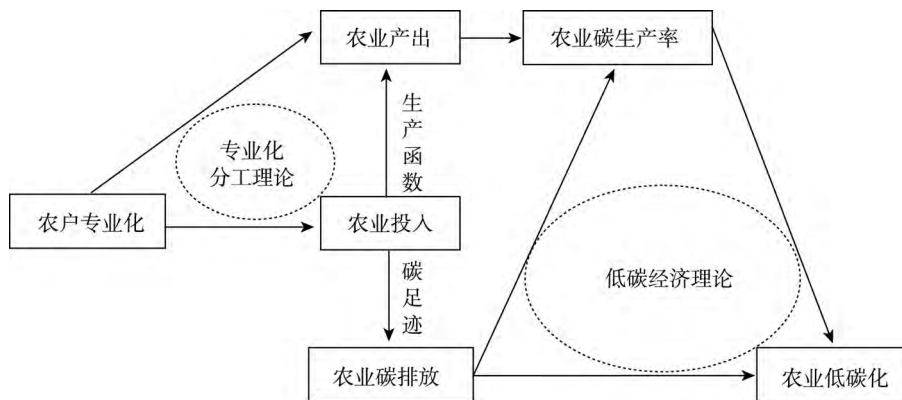 农业产出
农业碳生产率
生产函数
专业化
分工理论
农户专业化
农业投入
碳足迹
低碳经济理论
农业碳排放
农业低碳化